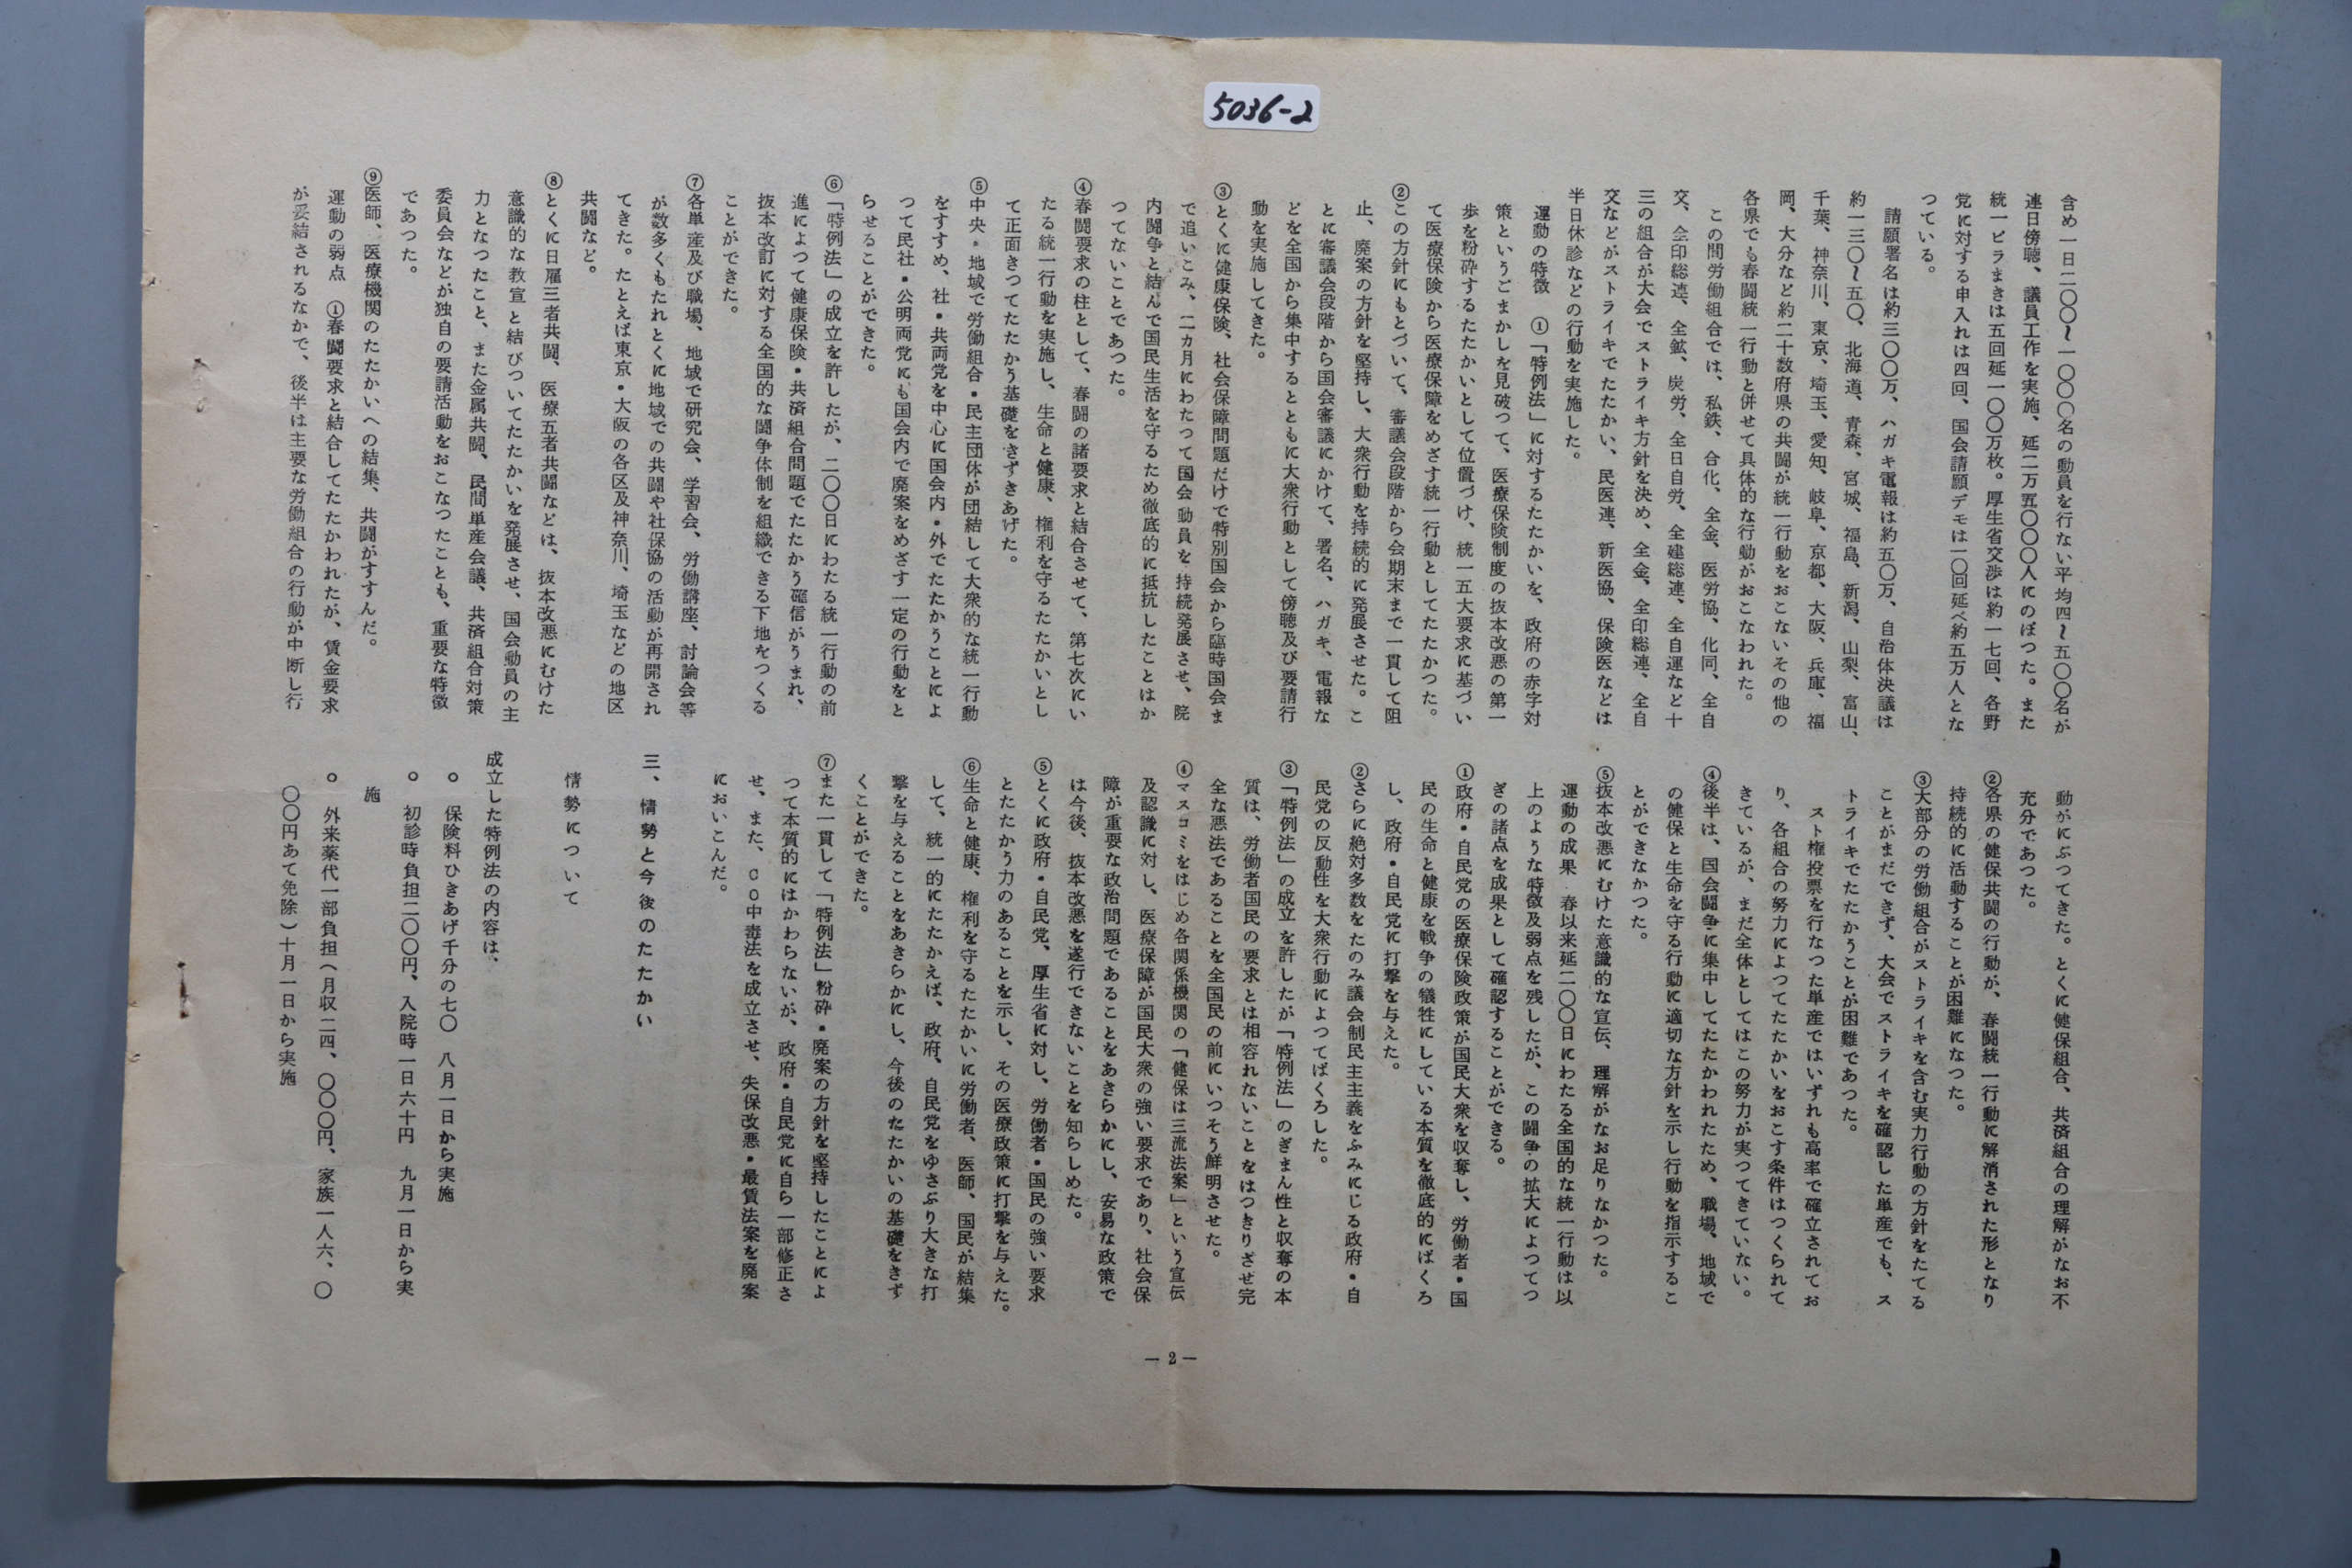 5036-2
含め一日二〇〇〜一〇〇〇名の動員を行ない平均四〜五〇〇名が
連日傍聴、議員工作を実施、延二万五〇〇〇人にのぼつた。また
統一ビラまきは五回延一〇〇万枚。厚生省交渉は約一七回、各野
党に対する申入れは四回、国会請願デモは一〇回延べ約五万人とな
つている。
請願署名は約三〇〇万、ハガキ電報は約五〇万、自治体決議は
約一三〇〜五〇、北海道、青森、宮城、福島、新潟、山梨、富山、
千葉、神奈川、東京、埼玉、愛知、岐阜、京都、大阪、兵庫、福
岡、大分など約二十数府県の共闘が統一行動をおこないその他の
各県でも春闘統一行動と併せて具体的な行動がおこなわれた。
この間労働組合では、私鉄、合化、全金、医労協、化同、全自
交、全印総連、全鉱、炭労、全日自労、全建総連、全自運など十
三の組合が大会でストライキ方針を決め、全金、全印総連、全自
交などがストライキでたたかい、民医連、新医協、保険医などは
半日休診などの行動を実施した。
運動の特徴 ①「特例法」に対するたたかいを、政府の赤字対
策というごまかしを見破つて、医療保険制度の抜本改悪の第一
歩を粉砕するたたかいとして位置づけ、統一五大要求に基づい
て医療保険から医療保障をめざす統一行動としてたたかつた。
②この方針にもとづいて、審議会段階から会期末まで一貫して阻
止、廃案の方針を堅持し、大衆行動を持続的に発展させた。こ
とに審議会段階から国会審議にかけて、署名、ハガキ、電報な
どを全国から集中するとともに大衆行動として傍聴及び要請行
動を実施してきた。
③とくに健康保険、社会保障問題だけで特別国会から臨時国会ま
で追いこみ、二カ月にわたつて国会動員を持続発展させ、院
内闘争と結んで国民生活を守るため徹底的に抵抗したことはか
つてないことであつた。
④春闘要求の柱として、春闘の諸要求と結合させて、第七次にい
たる統一行動を実施し、生命と健康、権利を守るたたかいとし
て正面きつてたたかう基礎をきずきあげた。
⑤中央・地域で労働組合・民主団体が団結して大衆的な統一行動
をすすめ、社・共両党を中心に国会内・外でたたかうことによ
つて民社・公明両党にも国会内で廃案をめざす一定の行動をと
らせることができた。
⑥「特例法」の成立を許したが、二〇〇日にわたる統一行動の前
進によつて健康保険・共済組合問題でたたかう確信がうまれ、
抜本改訂に対する全国的な闘争体制を組織できる下地をつくる
ことができた。
⑦各単産及び職場、地域で研究会、学習会、労働講座、討論会等
が数多くもたれとくに地域での共闘や社保協の活動が再開され
てきた。たとえば東京・大阪の各区及神奈川、埼玉などの地区
共闘など。
⑧とくに日雇三者共闘、医療五者共闘などは、抜本改悪にむけた
意識的な教宣と結びついてたたかいを発展させ、国会動員の主
力となつたこと、また金属共闘、民間単産会議、共済組合対策
委員会などが独自の要請活動をおこなつたことも、重要な特徴
であつた。
⑨医師、医療機関のたたかいへの結集、共闘がすすんだ。
運動の弱点 ①春闘要求と結合してたたかわれたが、賃金要求
が妥結されるなかで、後半は主要な労働組合の行動が中断し行
動がにぶつてきた。とくに健保組合、共済組合の理解がなお不
充分であつた。
②各県の健保共闘の行動が、春闘統一行動に解消された形となり
持続的に活動することが困難になつた。
③大部分の労働組合がストライキを含む実力行動の方針をたてる
ことがまだできず、大会でストライキを確認した単産でも、ス
トライキでたたかうことが困難であつた。
スト権投票を行なつた単産ではいずれも高率で確立されてお
り、各組合の努力によつてたたかいをおこす条件はつくられて
きているが、まだ全体としてはこの努力が実つてきていない。
④後半は、国会闘争に集中してたたかわれたため、職場、地域で
の健保と生命を守る行動に適切な方針を示し行動を指示するこ
とができなかつた。
⑤抜本改悪にむけた意識的な宣伝、理解がなお足りなかつた。
運動の成果 春以来延二〇〇日にわたる全国的な統一行動は以
上のような特徴及弱点を残したが、この闘争の拡大によつてつ
ぎの諸点を成果として確認することができる。
①政府・自民党の医療保険政策が国民大衆を収奪し、労働者・国
民の生命と健康を戦争の犠牲にしている本質を徹底的にばくろ
し、政府・自民党に打撃を与えた。
②さらに絶対多数をたのみ議会制民主主義をふみにじる政府・自
民党の反動性を大衆行動によつてばくろした。
③「特例法」の成立を許したが「特例法」のぎまん性と収奪の本
質は、労働者国民の要求とは相容れないことをはつきりざせ完
全な悪法であることを全国民の前にいつそう鮮明させた。
④マスコミをはじめ各関係機関の「健保は三流法案」という宣伝
及認識に対し、医療保障が国民大衆の強い要求であり、社会保
障が重要な政治問題であることをあきらかにし、安易な政策で
は今後、抜本改悪を遂行できないことを知らしめた。
⑤とくに政府・自民党、厚生省に対し、労働者・国民の強い要求
とたたかう力のあることを示し、その医療政策に打撃を与えた。
⑥生命と健康、権利を守るたたかいに労働者、医師、国民が結集
して、統一的にたたかえば、政府、自民党をゆさぶり大きな打
撃を与えることをあきらかにし、今後のたたかいの基礎をきず
くことができた。
⑦また一貫して「特例法」粉砕・廃案の方針を堅持したことによ
つて本質的にはかわらないが、政府・自民党に自ら一部修正さ
せ、また、CO中毒法を成立させ、失保改悪・最賃法案を廃案
においこんだ。
三、情勢と今後のたたかい
情勢について
成立した特例法の内容は、
○ 保険料ひきあげ千分の七〇 八月一日から実施
○ 初診時負担二〇〇円、入院時一日六十円 九月一日から実
施
○ 外来薬代一部負担(月収二四、〇〇〇円、家族一人六、〇
〇〇円あて免除)十月一日から実施
— 2 —